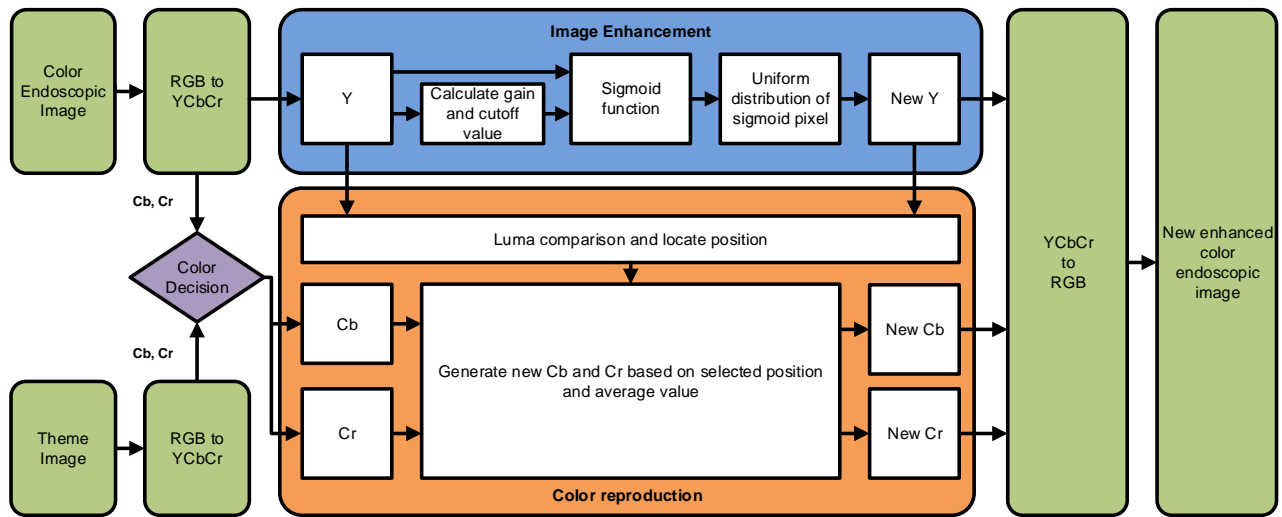 Image Enhancement
Color
Endoscopic
Image
RGB to
YCbCr
Y
Calculate gain
and cutoff
value
Sigmoid
function
Uniform
distribution of
sigmoid pixel
New Y
Cb, Cr
Color
Decision
Cb, Cr
Theme
Image
RGB to
YCbCr
Luma comparison and locate position
Cb
Cr
Generate new Cb and Cr based on selected position
and average value
New Cb
New Cr
Color reproduction
YCbCr
to
RGB
New enhanced
color
endoscopic
image